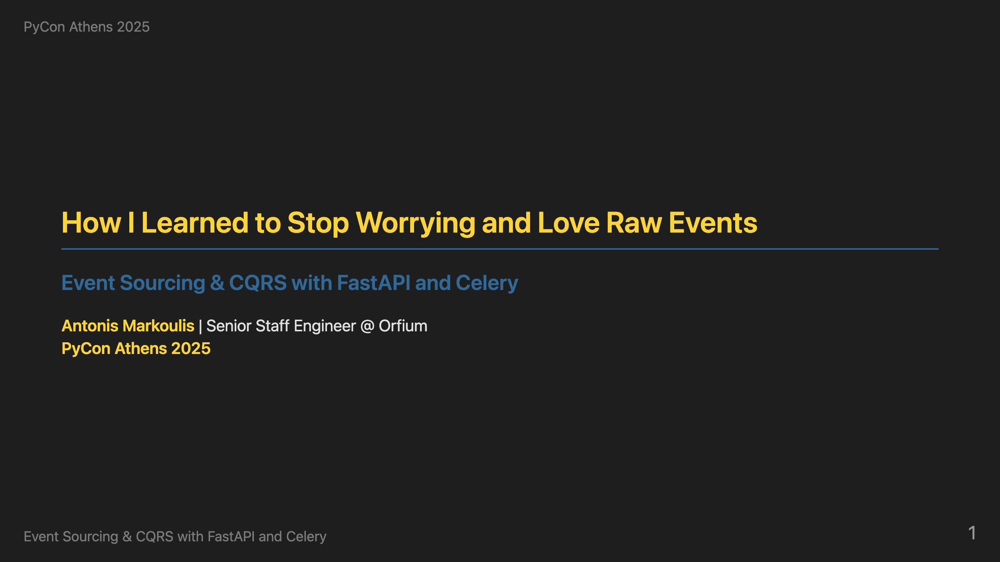 PyCon Athens 2025
How I Learned to Stop Worrying and Love Raw Events
Event Sourcing & CQRS with FastAPI and Celery
Antonis Markoulis | Senior Staff Engineer @ Orfium
PyCon Athens 2025
Event Sourcing & CQRS with FastAPI and Celery
1